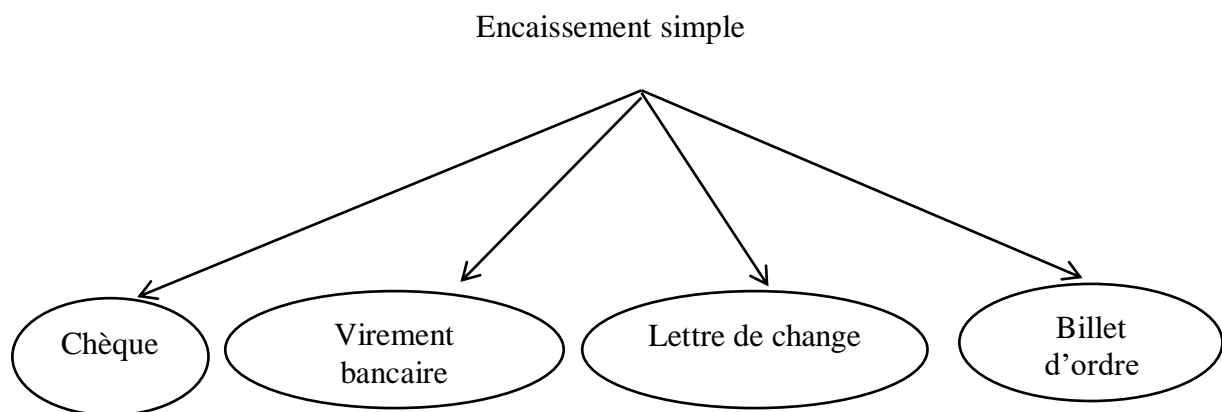 Encaissement simple
Chèque
Virement
bancaire
Lettre de change
Billet
d’ordre